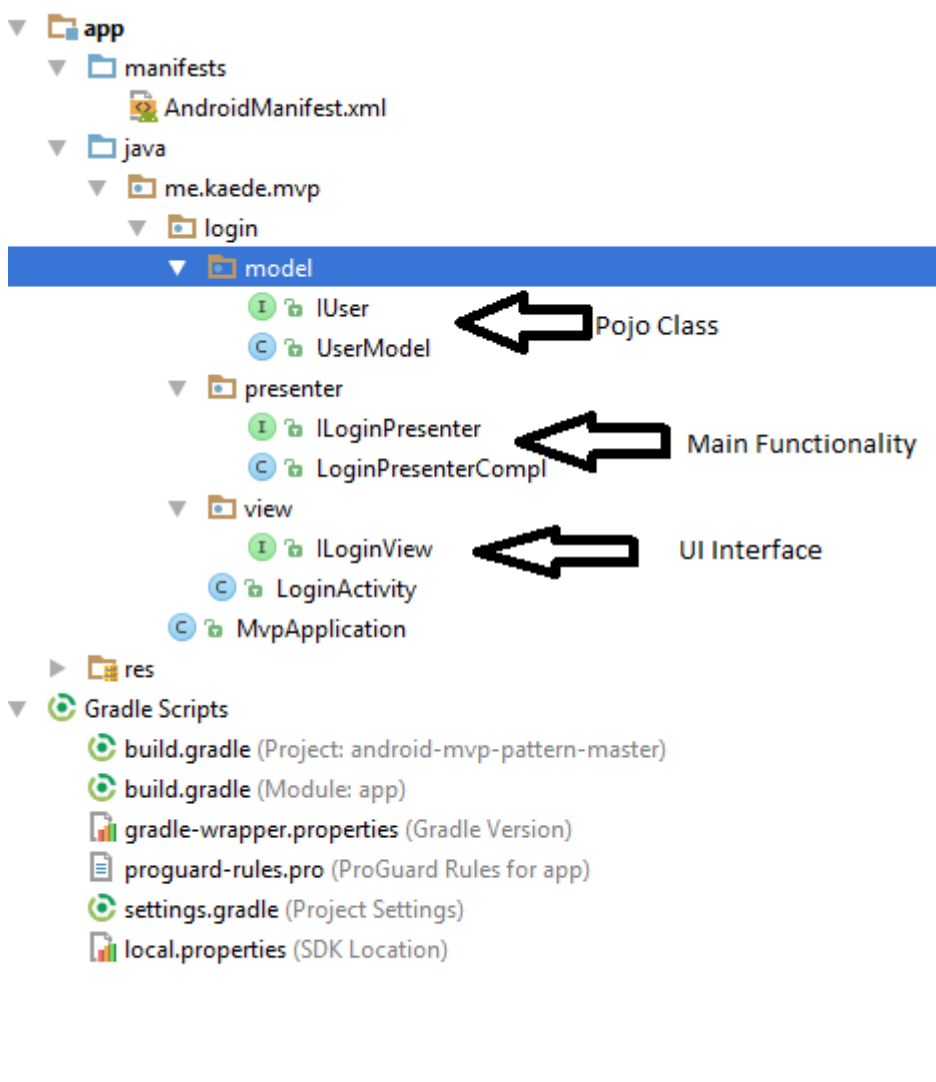 app
manifests
AndroidManifest.xml
java
me.kaede.mvp
login
model
IUser
Pojo Class
UserModel
presenter
ILoginPresenter
Main Functionality
LoginPresenterCompl
view
ILoginView
UI Interface
LoginActivity
MvpApplication
res
Gradle Scripts
build.gradle (Project: android-mvp-pattern-master)
build.gradle (Module: app)
gradle-wrapper.properties (Gradle Version)
proguard-rules.pro (ProGuard Rules for app)
settings.gradle (Project Settings)
local.properties (SDK Location)